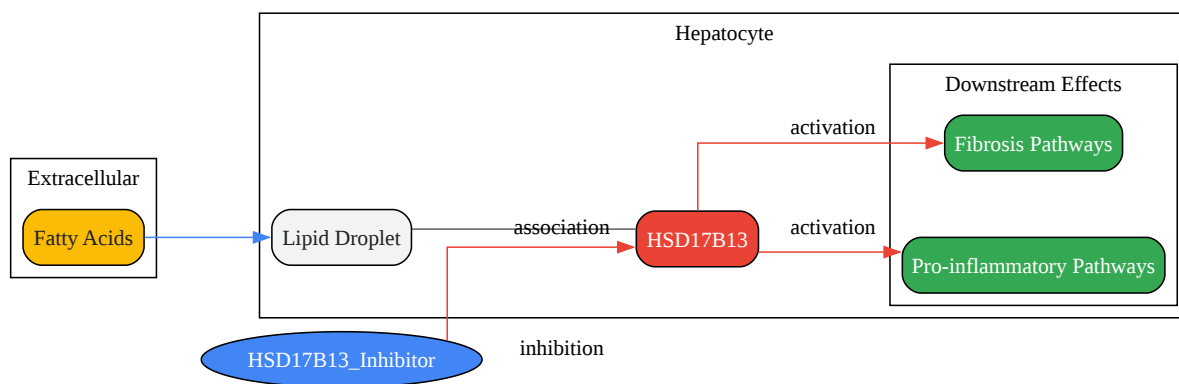 Hepatocyte
Downstream Effects
activation
Fibrosis Pathways
Extracellular
Fatty Acids
Lipid Droplet
association
HSD17B13
activation
Pro-inflammatory Pathways
HSD17B13_Inhibitor
inhibition